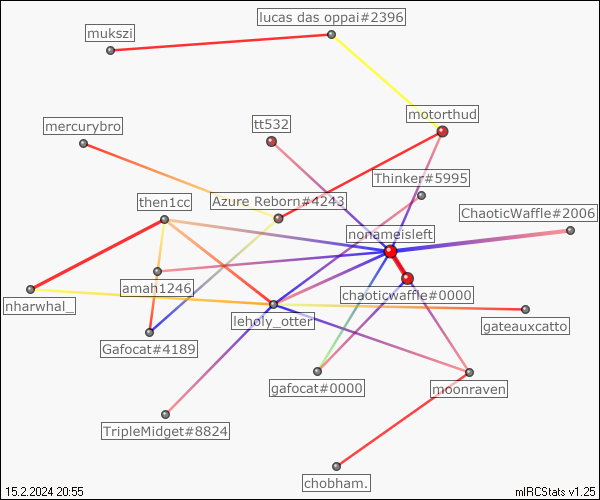 lucas das oppai#2396
mukszi
motorthud
mercurybro
tt532
Thinker#5995
then1cc
Azure Reborn#4243
ChaoticWaffle#2006
nonameisleft
amah1246
chaoticwaffle#0000
nharwhal_
leholy_otter
gateauxcatto
Gafocat#4189
gafocat#0000
moonraven
TripleMidget#8824
chobham.
15.2.2024 20:55
mIRCStats v1.25